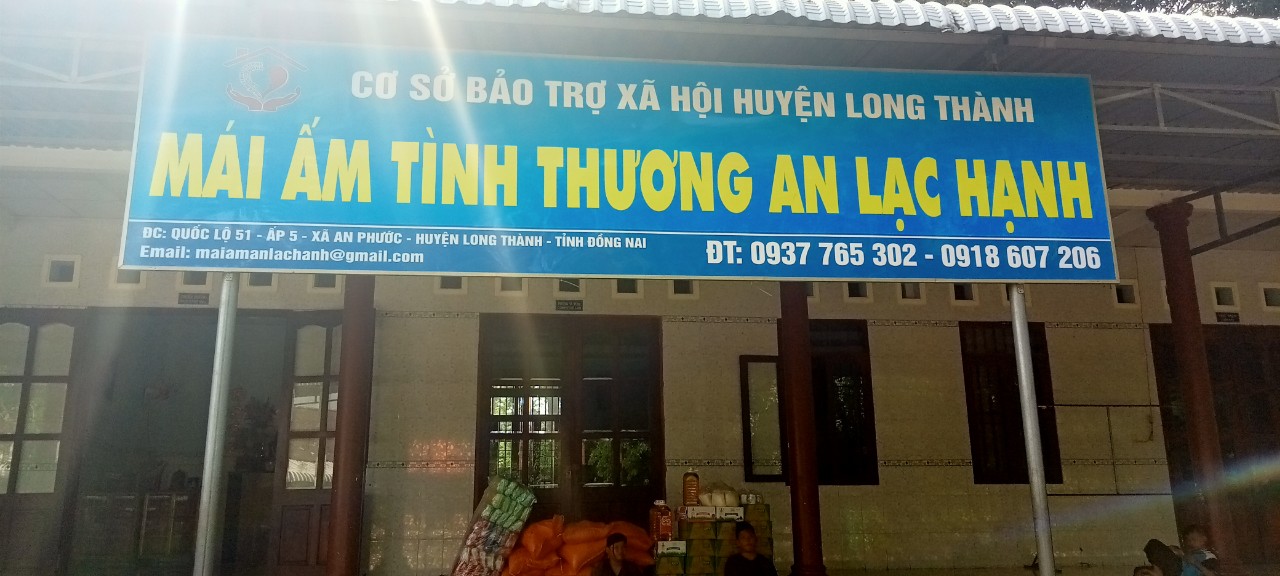 CƠ SỞ BẢO TRỢ XÃ HỘI HUYỆN LONG THÀNH
MÁI ẤM TÌNH THƯƠNG AN LẠC HẠNH
ĐC: QUỐC LỘ 51 - ẤP 5 - XÃ AN PHƯỚC - HUYỆN LONG THÀNH - TỈNH ĐỒNG NAI
Email: maiamanlachanh@gmail.com
ĐT: 0937 765 302 - 0918 607 206